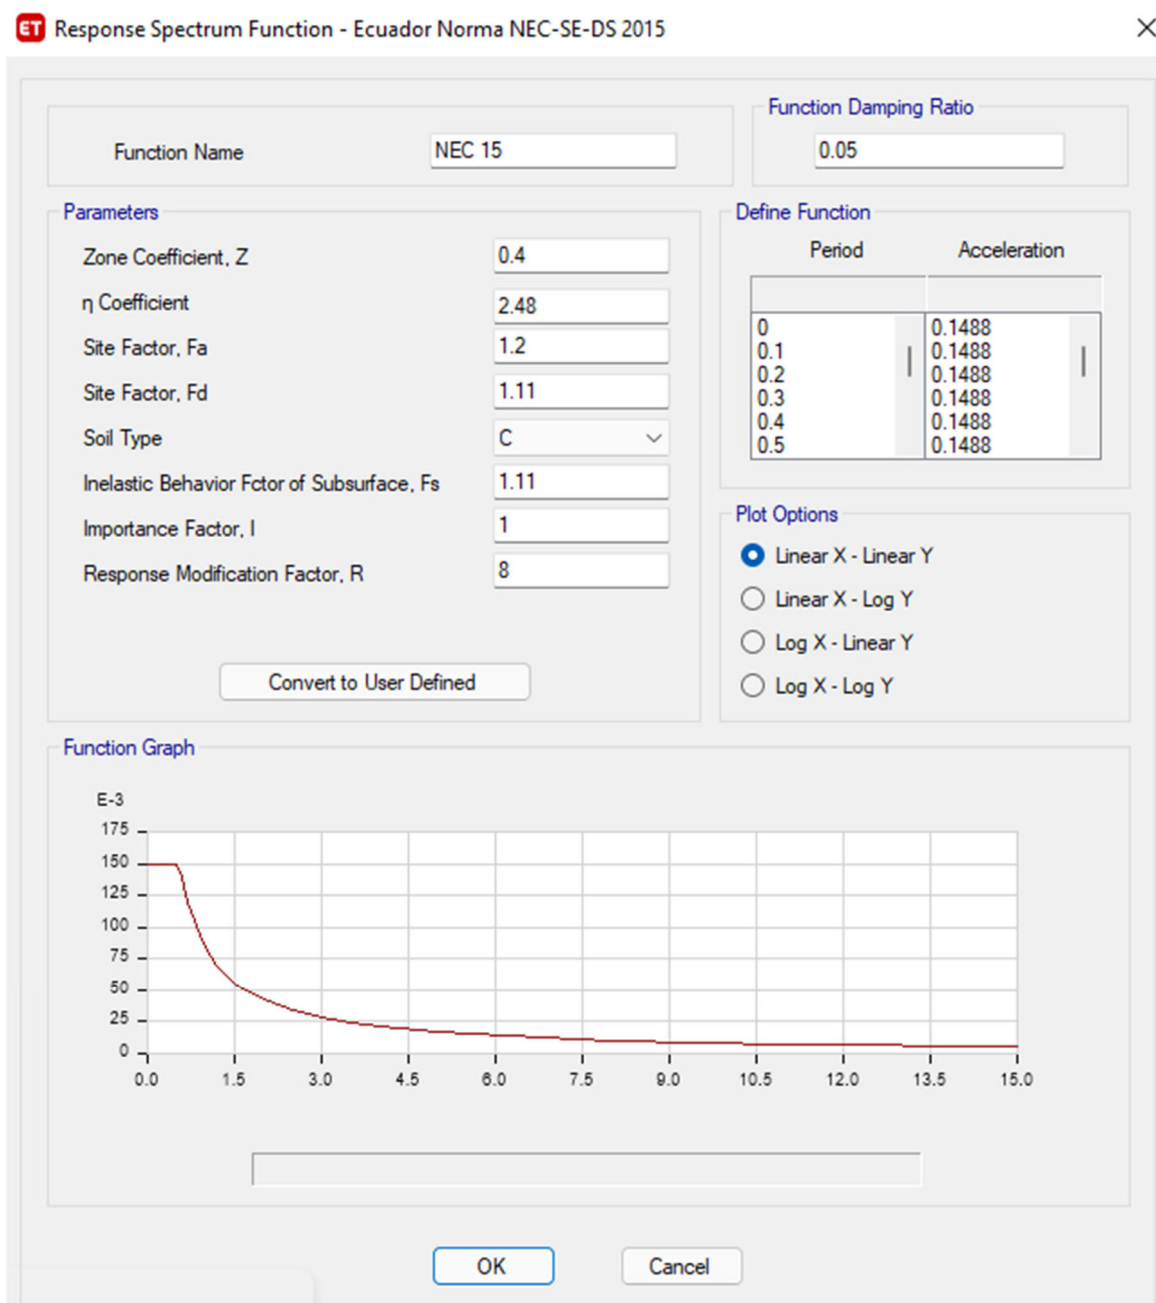 ET Response Spectrum Function - Ecuador Norma NEC-SE-DS 2015
Function Name NEC 15
Function Damping Ratio
0.05
Parameters
Zone Coefficient, Z 0.4
η Coefficient 2.48
Site Factor, Fa 1.2
Site Factor, Fd 1.11
Soil Type C
Inelastic Behavior Fctor of Subsurface, Fs 1.11
Importance Factor, I 1
Response Modification Factor, R 8
Convert to User Defined
Define Function
Period Acceleration
0 0.1488
0.1 0.1488
0.2 0.1488
0.3 0.1488
0.4 0.1488
0.5 0.1488
Plot Options
Linear X - Linear Y
Linear X - Log Y
Log X - Linear Y
Log X - Log Y
Function Graph
E-3
175
150
125
100
75
50
25
0
0.0 1.5 3.0 4.5 6.0 7.5 9.0 10.5 12.0 13.5 15.0
OK Cancel